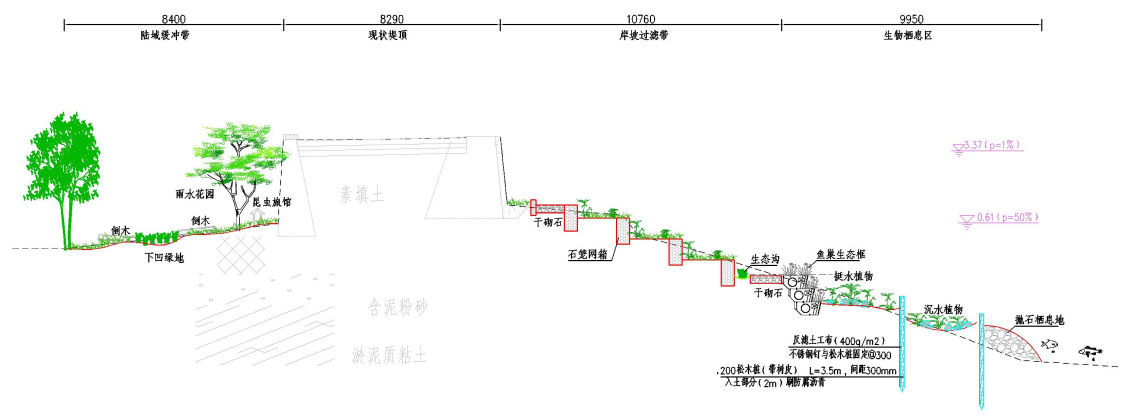 8400 8290 10760 9950
陆域缓冲带 现状堤顶 岸坡过滤带 生物栖息区
3.37(p=1%)
雨水花园
昆虫旅馆
素填土
0.61(p=50%)
倒木
倒木
干砌石
下凹绿地
石笼网箱
生态沟
鱼巢生态框
挺水植物
干砌石
含泥粉砂
沉水植物
抛石栖息地
淤泥质粘土
反滤土工布(400g/m2)
不锈钢钉与松木桩固定@300
.200松木桩(带树皮) L=3.5m,间距300mm
入土部分(2m)刷防腐沥青